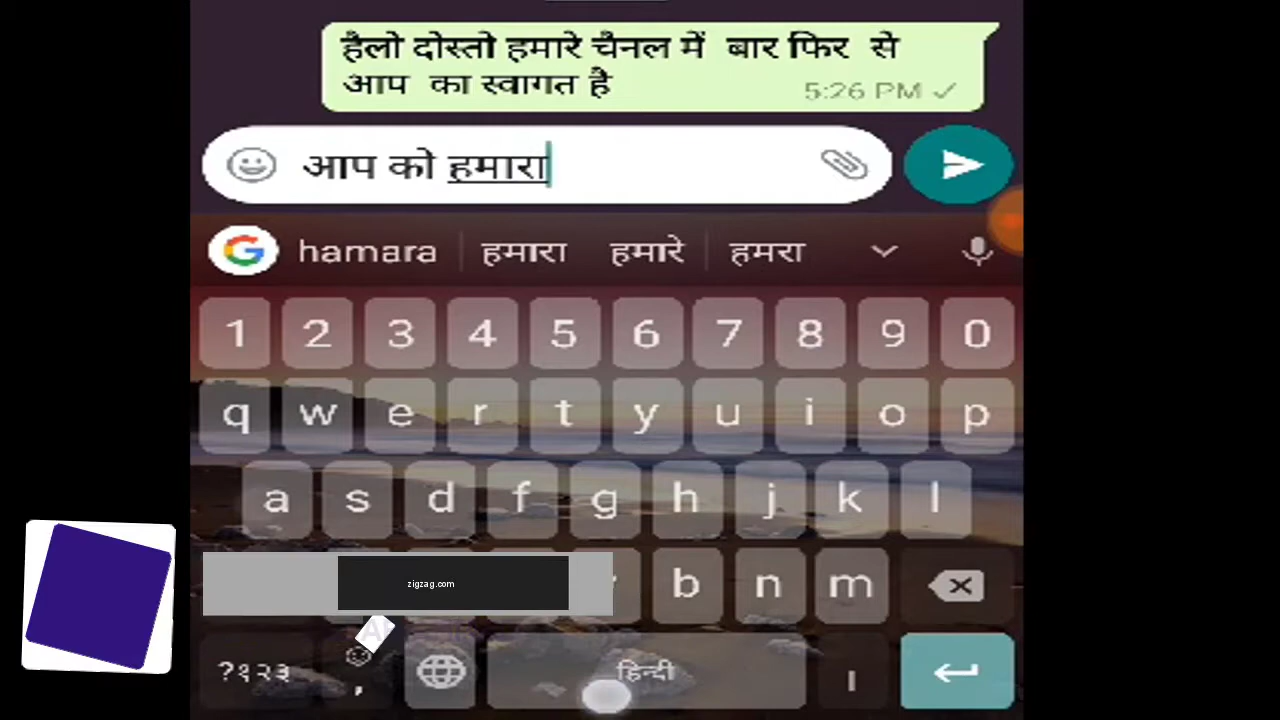 हैलो दोस्तो हमारे चैनल में बार फिर से
आप का स्वागत है
5:26 PM
आप को हमारा
hamara हमारा हमारे हमरा
1 2 3 4 5 6 7 8 9 0
q w e r t y u i o p
a s d f g h j k l
b n m
zigzag.com
?१२३ , हिन्दी ।